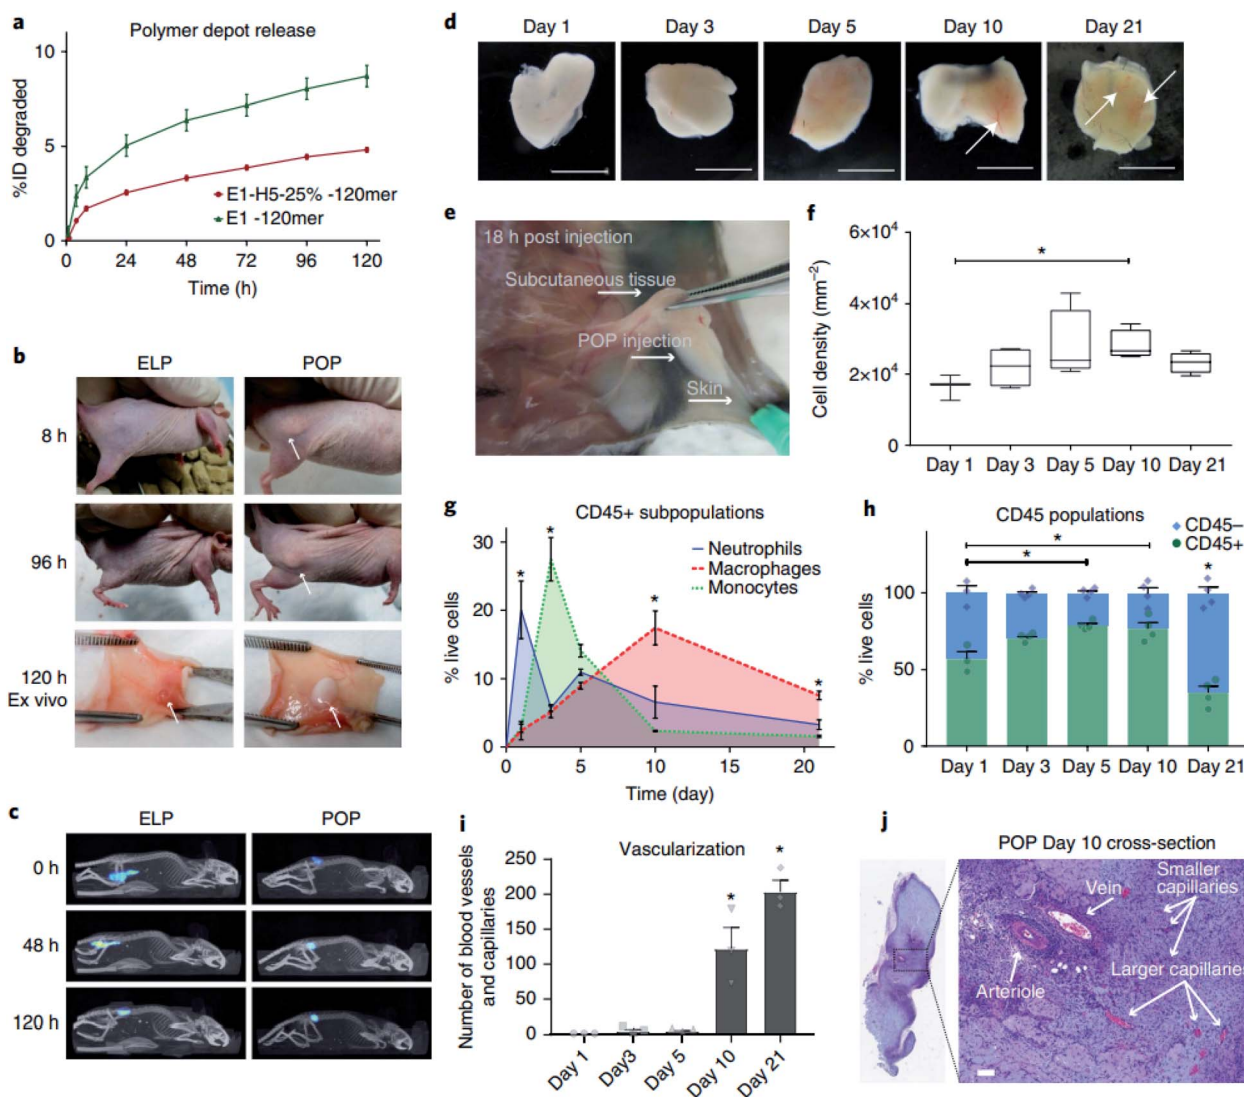 a
Polymer depot release
10
5
0
%ID degraded
E1-H5-25% -120mer
E1 -120mer
0 24 48 72 96 120
Time (h)
b
ELP POP
8 h
96 h
120 h
Ex vivo
c
ELP POP
0 h
48 h
120 h
d
Day 1 Day 3 Day 5 Day 10 Day 21
e
18 h post injection
Subcutaneous tissue
POP injection
Skin
f
6×10⁴
4×10⁴
2×10⁴
0
Cell density (mm⁻²)
*
Day 1 Day 3 Day 5 Day 10 Day 21
g
CD45+ subpopulations
30
20
10
0
% live cells
* * * *
Neutrophils
Macrophages
Monocytes
0 5 10 15 20
Time (day)
h
CD45 populations
CD45–
CD45+
* * *
100
50
0
% live cells
Day 1 Day 3 Day 5 Day 10 Day 21
i
Vascularization
250
200
150
100
50
0
Number of blood vessels
and capillaries
* *
Day 1 Day3 Day 5 Day 10 Day 21
j
POP Day 10 cross-section
Smaller
capillaries
Vein
Larger capillaries
Arteriole